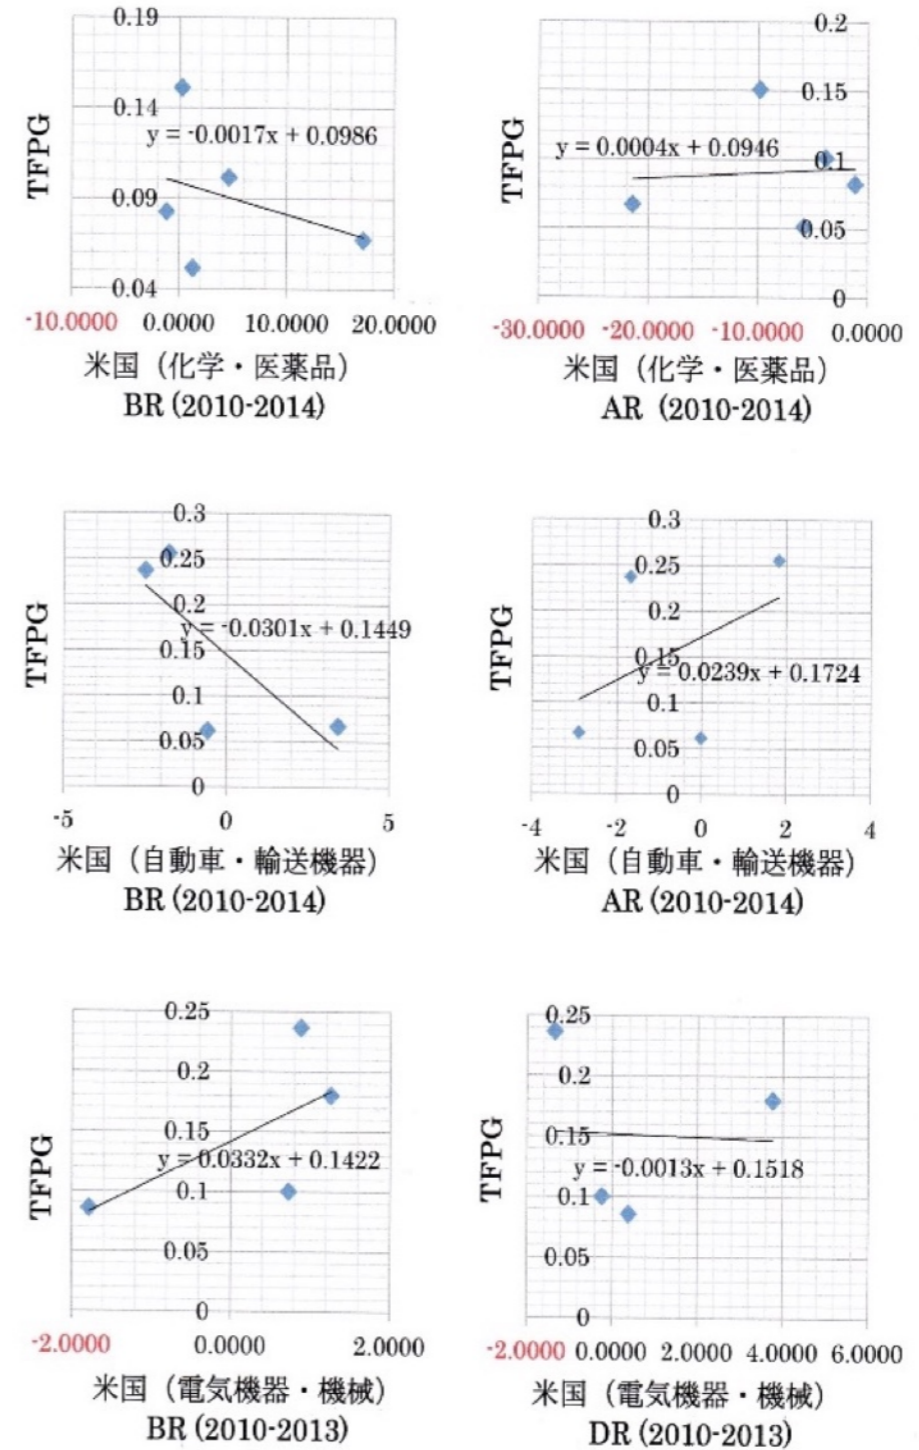 0.19
0.14
0.09
0.04
TFPG
y = -0.0017x + 0.0986
-10.0000 0.0000 10.0000 20.0000
米国（化学・医薬品）
BR (2010-2014)
0.2
0.15
0.1
0.05
0
TFPG
y = 0.0004x + 0.0946
-30.0000 -20.0000 -10.0000 0.0000
米国（化学・医薬品）
AR (2010-2014)
0.3
0.25
0.2
0.15
0.1
0.05
0
TFPG
y = -0.0301x + 0.1449
-5 0 5
米国（自動車・輸送機器）
BR (2010-2014)
0.3
0.25
0.2
0.15
0.1
0.05
0
TFPG
y = 0.0239x + 0.1724
-4 -2 0 2 4
米国（自動車・輸送機器）
AR (2010-2014)
0.25
0.2
0.15
0.1
0.05
0
TFPG
y = 0.0332x + 0.1422
-2.0000 0.0000 2.0000
米国（電気機器・機械）
BR (2010-2013)
0.25
0.2
0.15
0.1
0.05
0
TFPG
y = -0.0013x + 0.1518
-2.0000 0.0000 2.0000 4.0000 6.0000
米国（電気機器・機械）
DR (2010-2013)